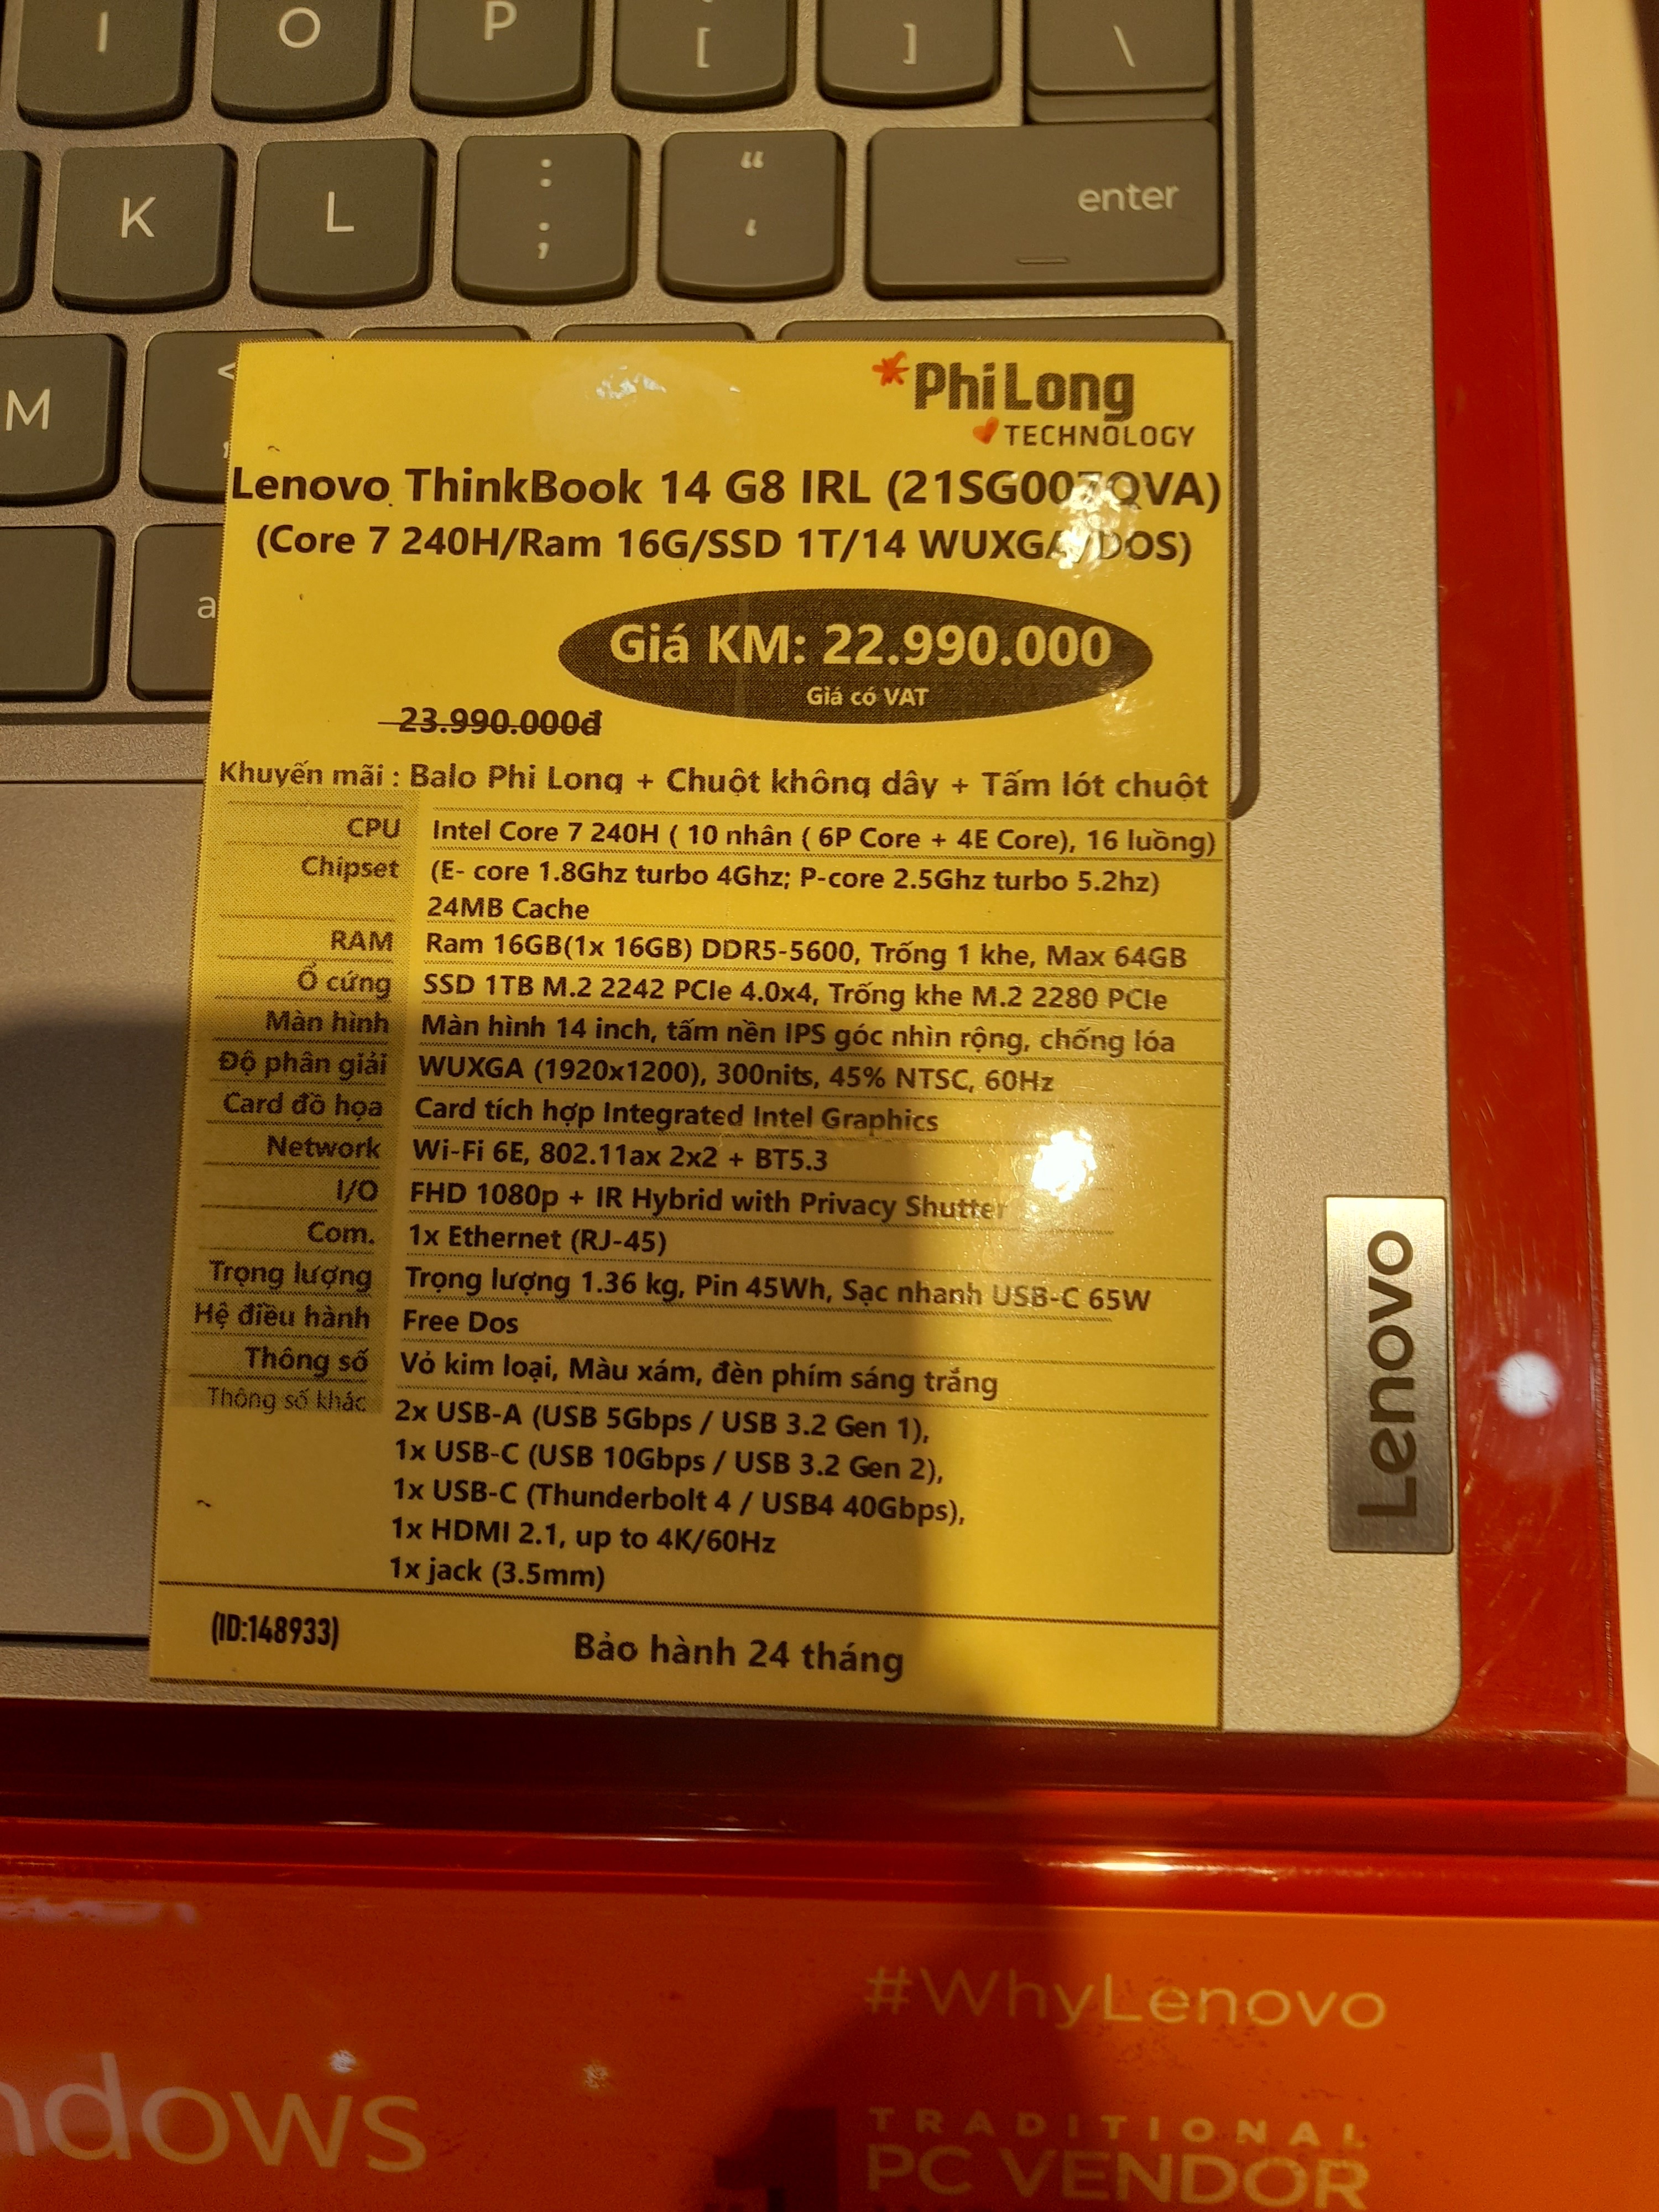 I O P [ ] \
K L : ; “ ‘ enter
M <
a
PhiLong
TECHNOLOGY
Lenovo ThinkBook 14 G8 IRL (21SG007QVA)
(Core 7 240H/Ram 16G/SSD 1T/14 WUXGA/DOS)
Giá KM: 22.990.000
Giá có VAT
23.990.000đ
Khuyến mãi : Balo Phi Long + Chuột không dây + Tấm lót chuột
CPU Intel Core 7 240H ( 10 nhân ( 6P Core + 4E Core), 16 luồng)
Chipset (E- core 1.8Ghz turbo 4Ghz; P-core 2.5Ghz turbo 5.2hz)
24MB Cache
RAM Ram 16GB(1x 16GB) DDR5-5600, Trống 1 khe, Max 64GB
Ổ cứng SSD 1TB M.2 2242 PCIe 4.0x4, Trống khe M.2 2280 PCIe
Màn hình Màn hình 14 inch, tấm nền IPS góc nhìn rộng, chống lóa
Độ phân giải WUXGA (1920x1200), 300nits, 45% NTSC, 60Hz
Card đồ họa Card tích hợp Integrated Intel Graphics
Network Wi-Fi 6E, 802.11ax 2x2 + BT5.3
I/O FHD 1080p + IR Hybrid with Privacy Shutter
Com. 1x Ethernet (RJ-45)
Trọng lượng Trọng lượng 1.36 kg, Pin 45Wh, Sạc nhanh USB-C 65W
Hệ điều hành Free Dos
Thông số Vỏ kim loại, Màu xám, đèn phím sáng trắng
Thông số khác 2x USB-A (USB 5Gbps / USB 3.2 Gen 1),
1x USB-C (USB 10Gbps / USB 3.2 Gen 2),
1x USB-C (Thunderbolt 4 / USB4 40Gbps),
1x HDMI 2.1, up to 4K/60Hz
1x jack (3.5mm)
(ID:148933) Bảo hành 24 tháng
Lenovo
#WhyLenovo
ndows
TRADITIONAL
PC VENDOR